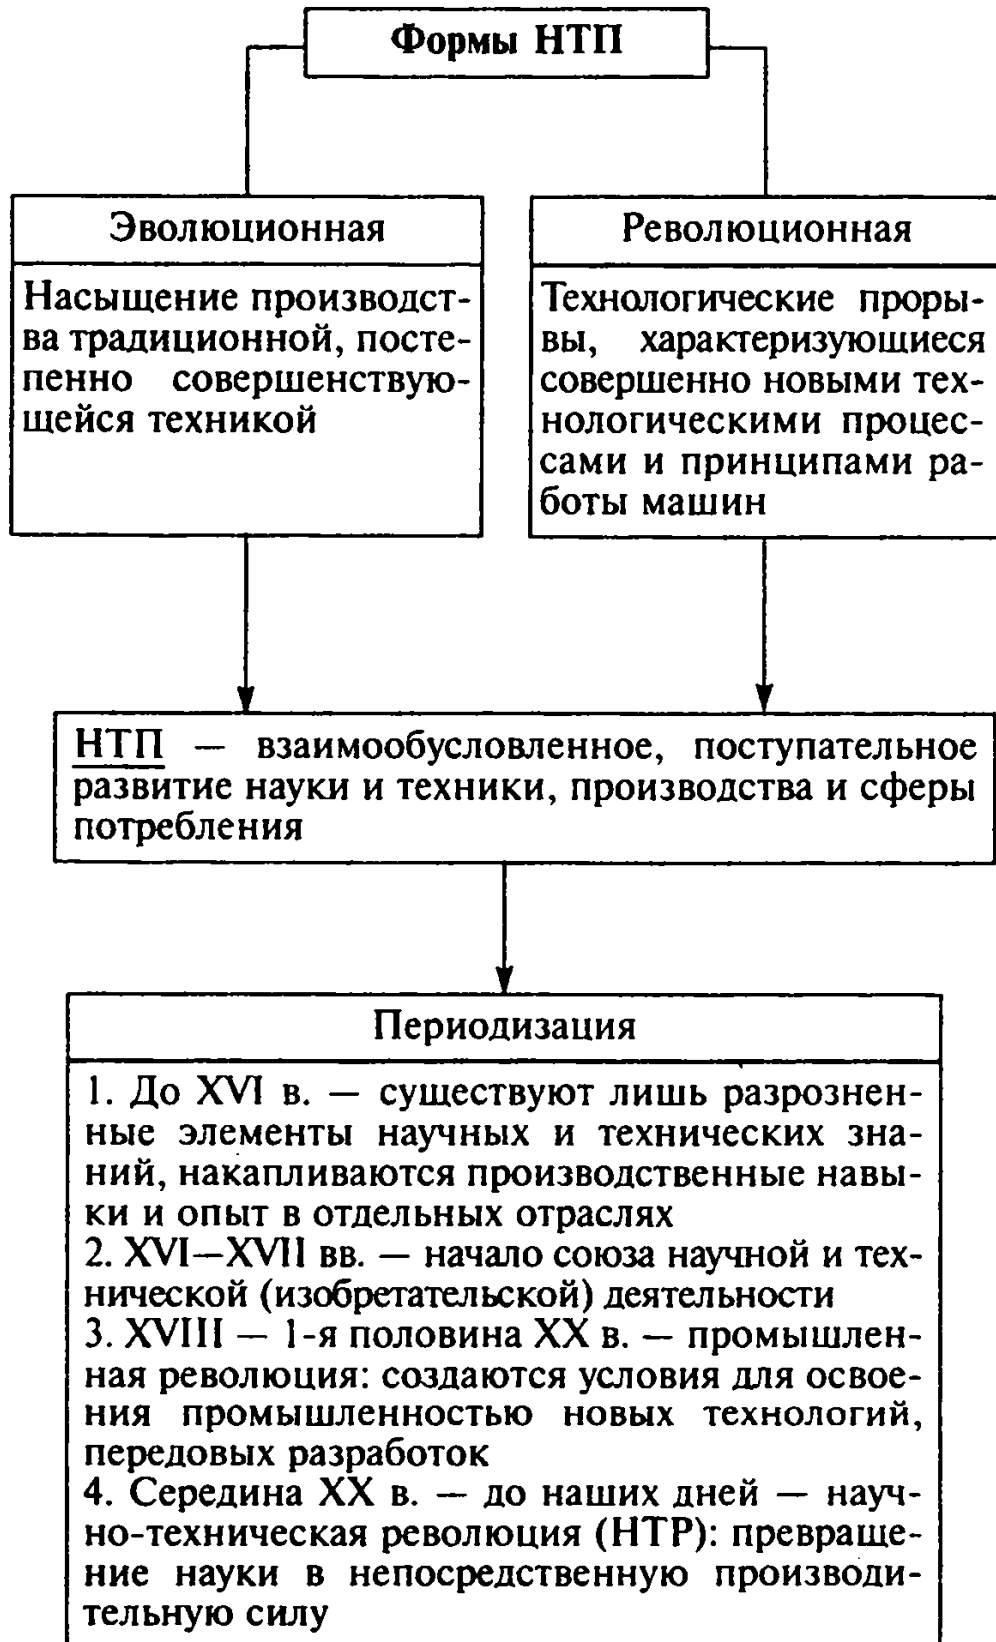 Формы НТП
Эволюционная
Насыщение производст-
ва традиционной, посте-
пенно совершенствую-
щейся техникой
Революционная
Технологические проры-
вы, характеризующиеся
совершенно новыми тех-
нологическими процес-
сами и принципами ра-
боты машин
НТП — взаимообусловленное, поступательное
развитие науки и техники, производства и сферы
потребления
Периодизация
1. До XVI в. — существуют лишь разрознен-
ные элементы научных и технических зна-
ний, накапливаются производственные навы-
ки и опыт в отдельных отраслях
2. XVI—XVII вв. — начало союза научной и тех-
нической (изобретательской) деятельности
3. XVIII — 1-я половина XX в. — промышлен-
ная революция: создаются условия для освое-
ния промышленностью новых технологий,
передовых разработок
4. Середина XX в. — до наших дней — науч-
но-техническая революция (НТР): превраще-
ние науки в непосредственную производи-
тельную силу